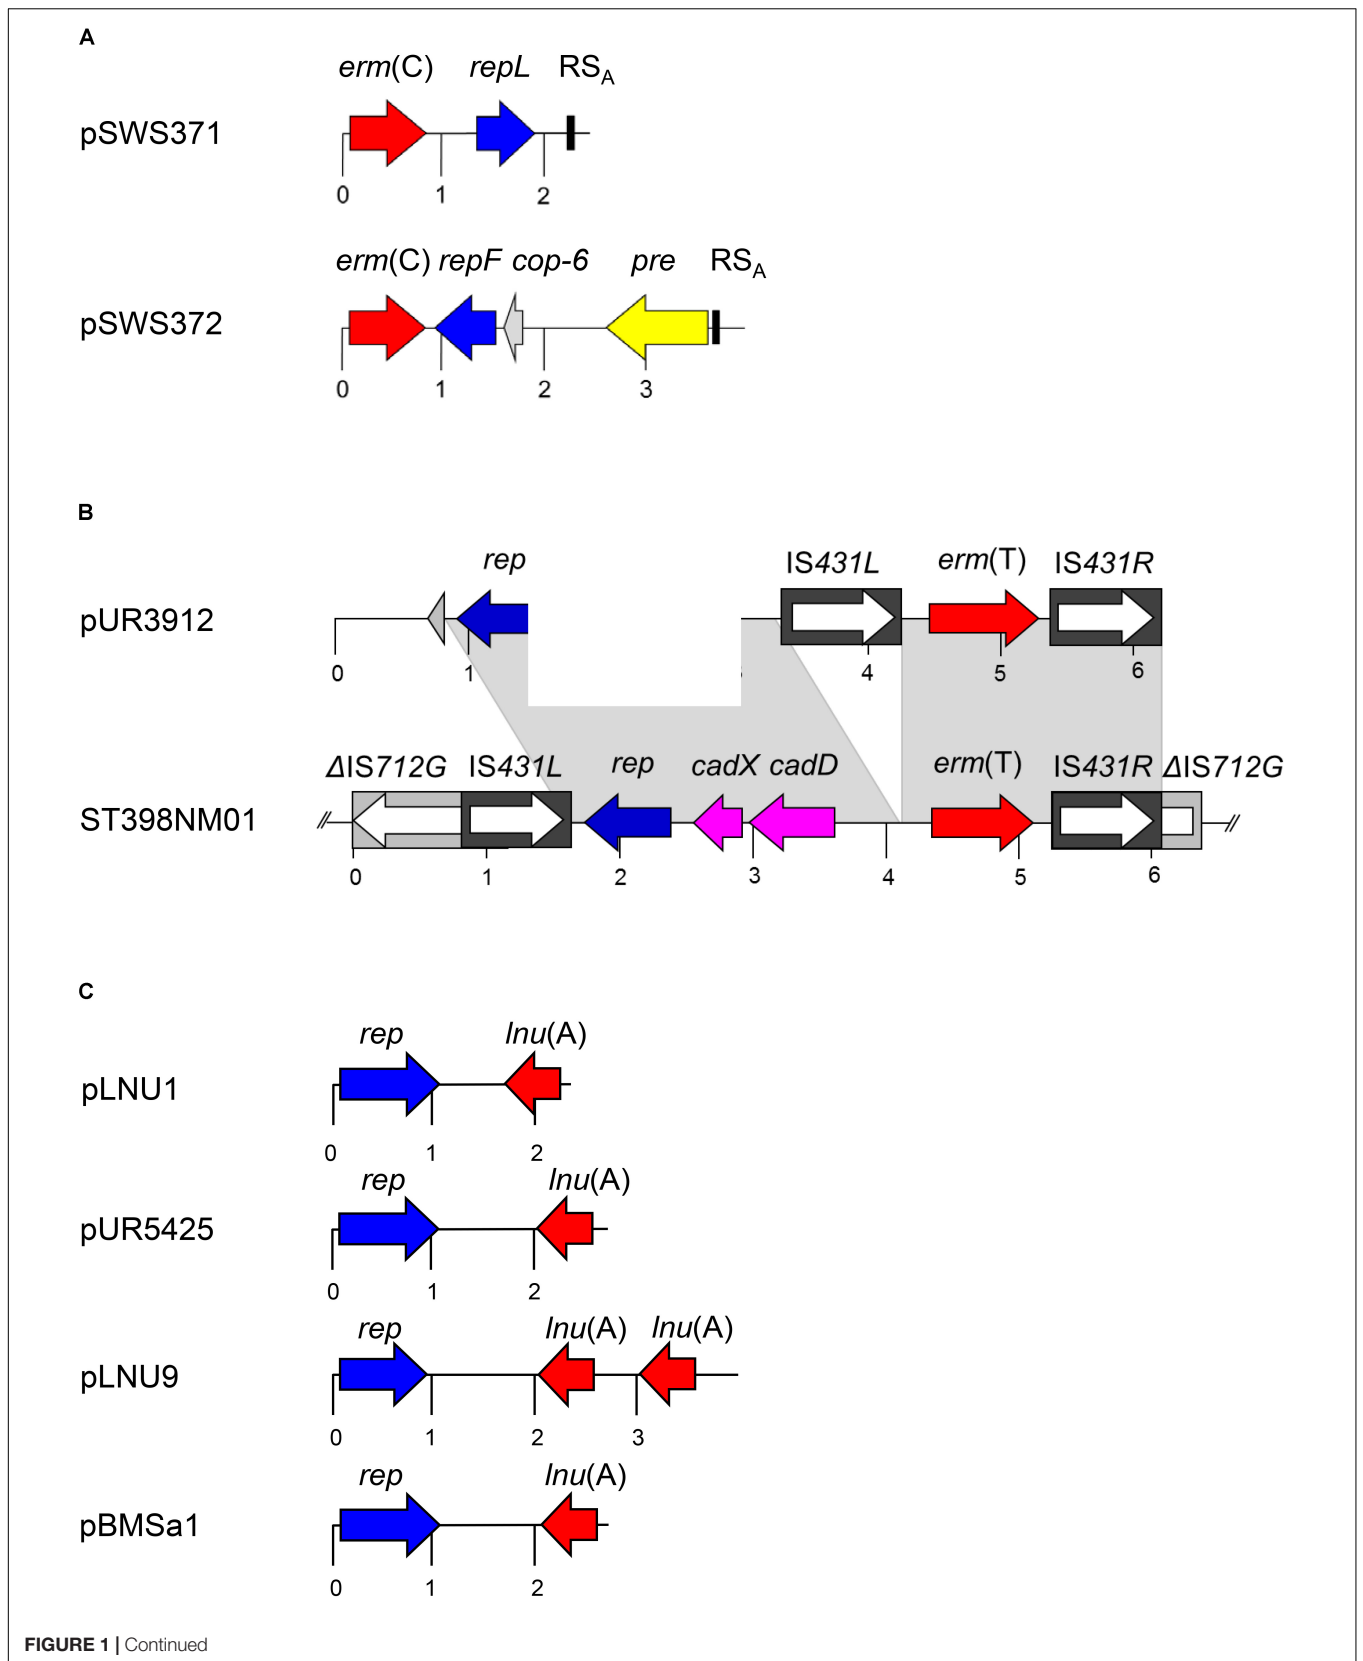 A
erm(C) repL RSA
pSWS371
0 1 2
erm(C) repF cop-6 pre RSA
pSWS372
0 1 2 3
B
rep IS431L erm(T) IS431R
pUR3912
0 1 4 5 6
ΔIS712G IS431L rep cadX cadD erm(T) IS431R ΔIS712G
ST398NM01
0 1 2 3 4 5 6
C
rep lnu(A)
pLNU1
0 1 2
rep lnu(A)
pUR5425
0 1 2
rep lnu(A) lnu(A)
pLNU9
0 1 2 3
rep lnu(A)
pBMSa1
0 1 2
FIGURE 1 | Continued